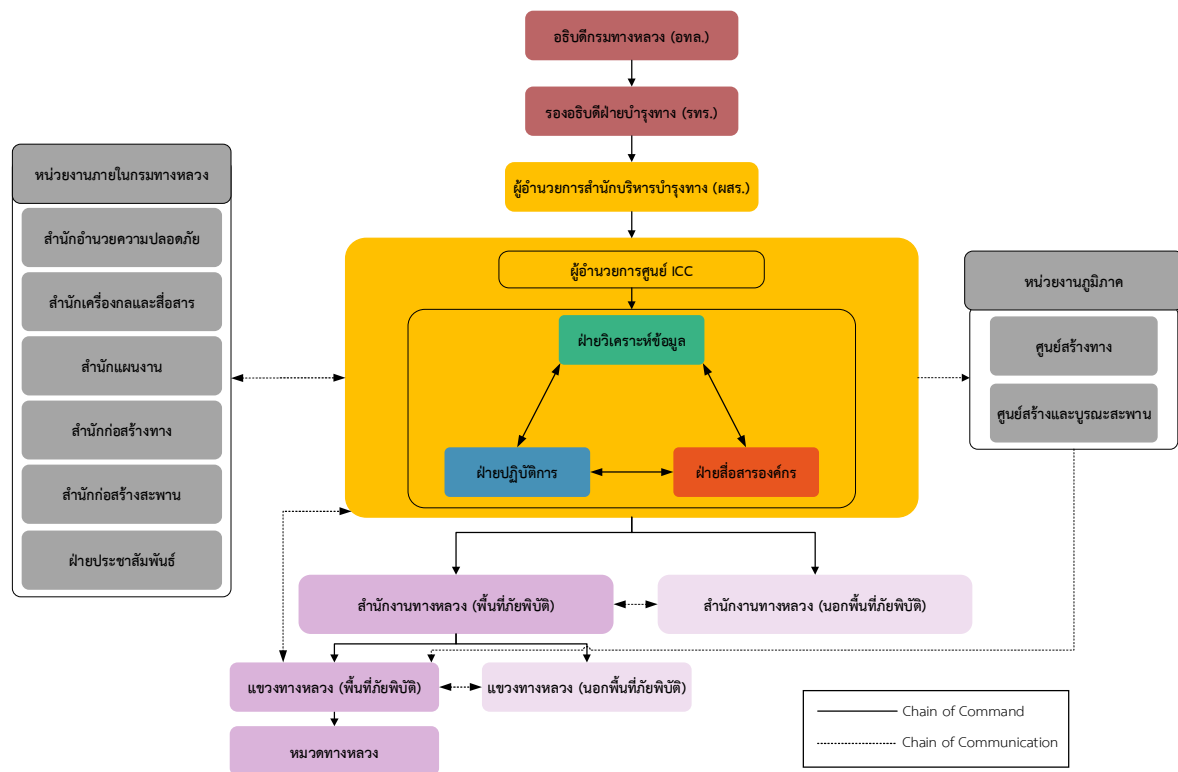 อธิบดีกรมทางหลวง (อทล.)
รองอธิบดีฝ่ายบำรุงทาง (รทร.)
ผู้อำนวยการสำนักบริหารบำรุงทาง (ผสร.)
หน่วยงานภายในกรมทางหลวง
สำนักอำนวยความปลอดภัย
สำนักเครื่องกลและสื่อสาร
สำนักแผนงาน
สำนักก่อสร้างทาง
สำนักก่อสร้างสะพาน
ฝ่ายประชาสัมพันธ์
ผู้อำนวยการศูนย์ ICC
ฝ่ายวิเคราะห์ข้อมูล
ฝ่ายปฏิบัติการ
ฝ่ายสื่อสารองค์กร
หน่วยงานภูมิภาค
ศูนย์สร้างทาง
ศูนย์สร้างและบูรณะสะพาน
สำนักงานทางหลวง (พื้นที่ภัยพิบัติ)
สำนักงานทางหลวง (นอกพื้นที่ภัยพิบัติ)
แขวงทางหลวง (พื้นที่ภัยพิบัติ)
แขวงทางหลวง (นอกพื้นที่ภัยพิบัติ)
หมวดทางหลวง
Chain of Command
Chain of Communication